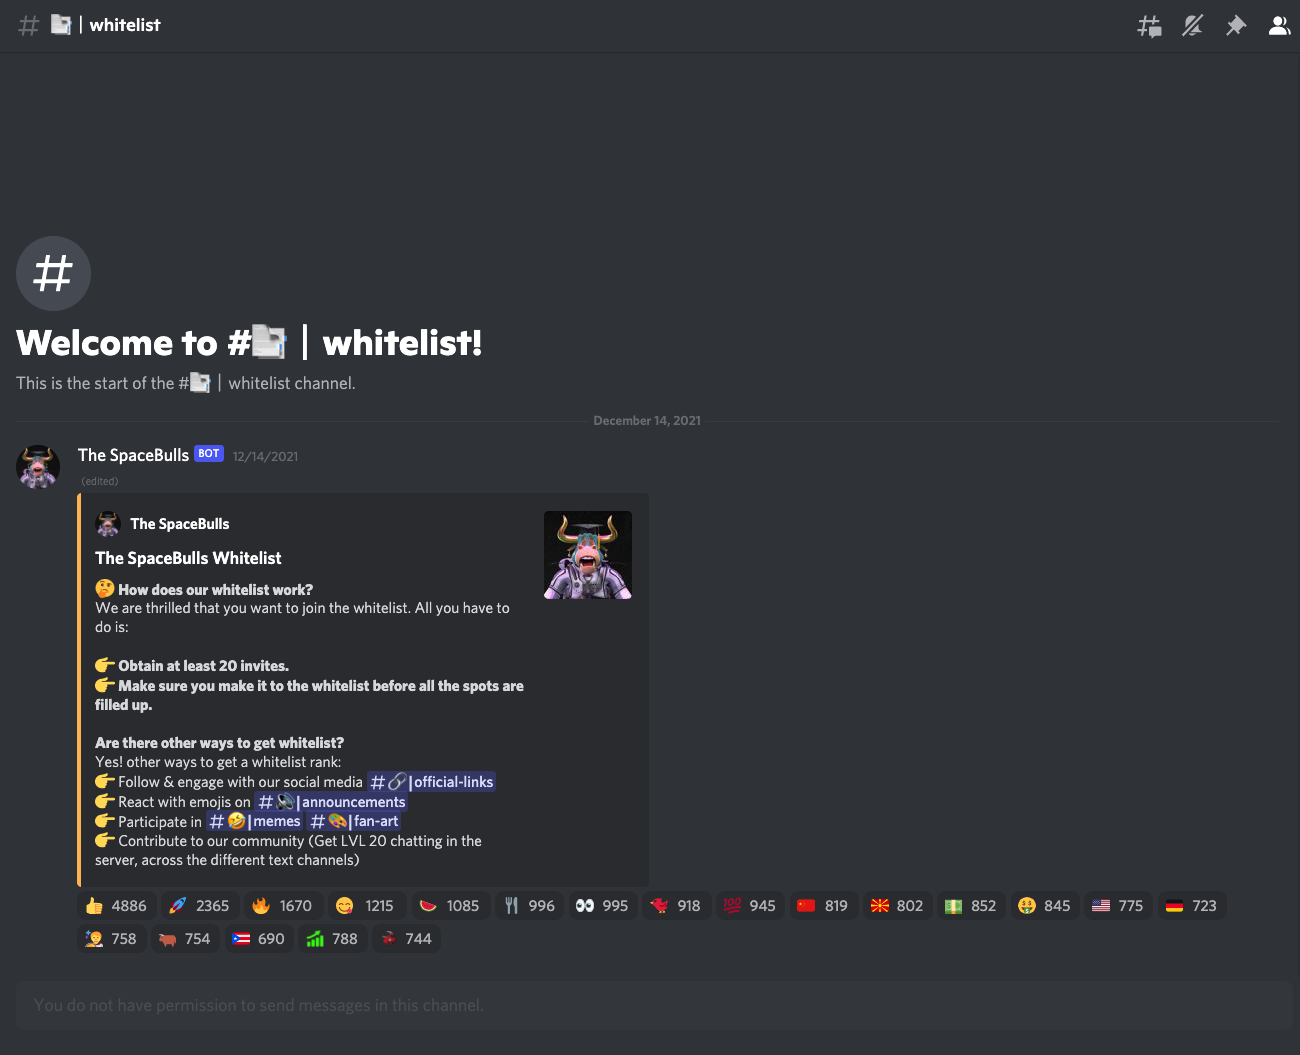 # | whitelist
#
Welcome to # | whitelist!
This is the start of the # | whitelist channel.
December 14, 2021
The SpaceBulls BOT 12/14/2021
(edited)
The SpaceBulls
The SpaceBulls Whitelist
🤔 How does our whitelist work?
We are thrilled that you want to join the whitelist. All you have to
do is:
👉 Obtain at least 20 invites.
👉 Make sure you make it to the whitelist before all the spots are
filled up.
Are there other ways to get whitelist?
Yes! other ways to get a whitelist rank:
👉 Follow & engage with our social media #🔗|official-links
👉 React with emojis on #🔊|announcements
👉 Participate in #🤣|memes #🎨|fan-art
👉 Contribute to our community (Get LVL 20 chatting in the
server, across the different text channels)
4886 2365 1670 1215 1085 996 995 918 945 819 802 852 845 775 723
758 754 690 788 744
You do not have permission to send messages in this channel.